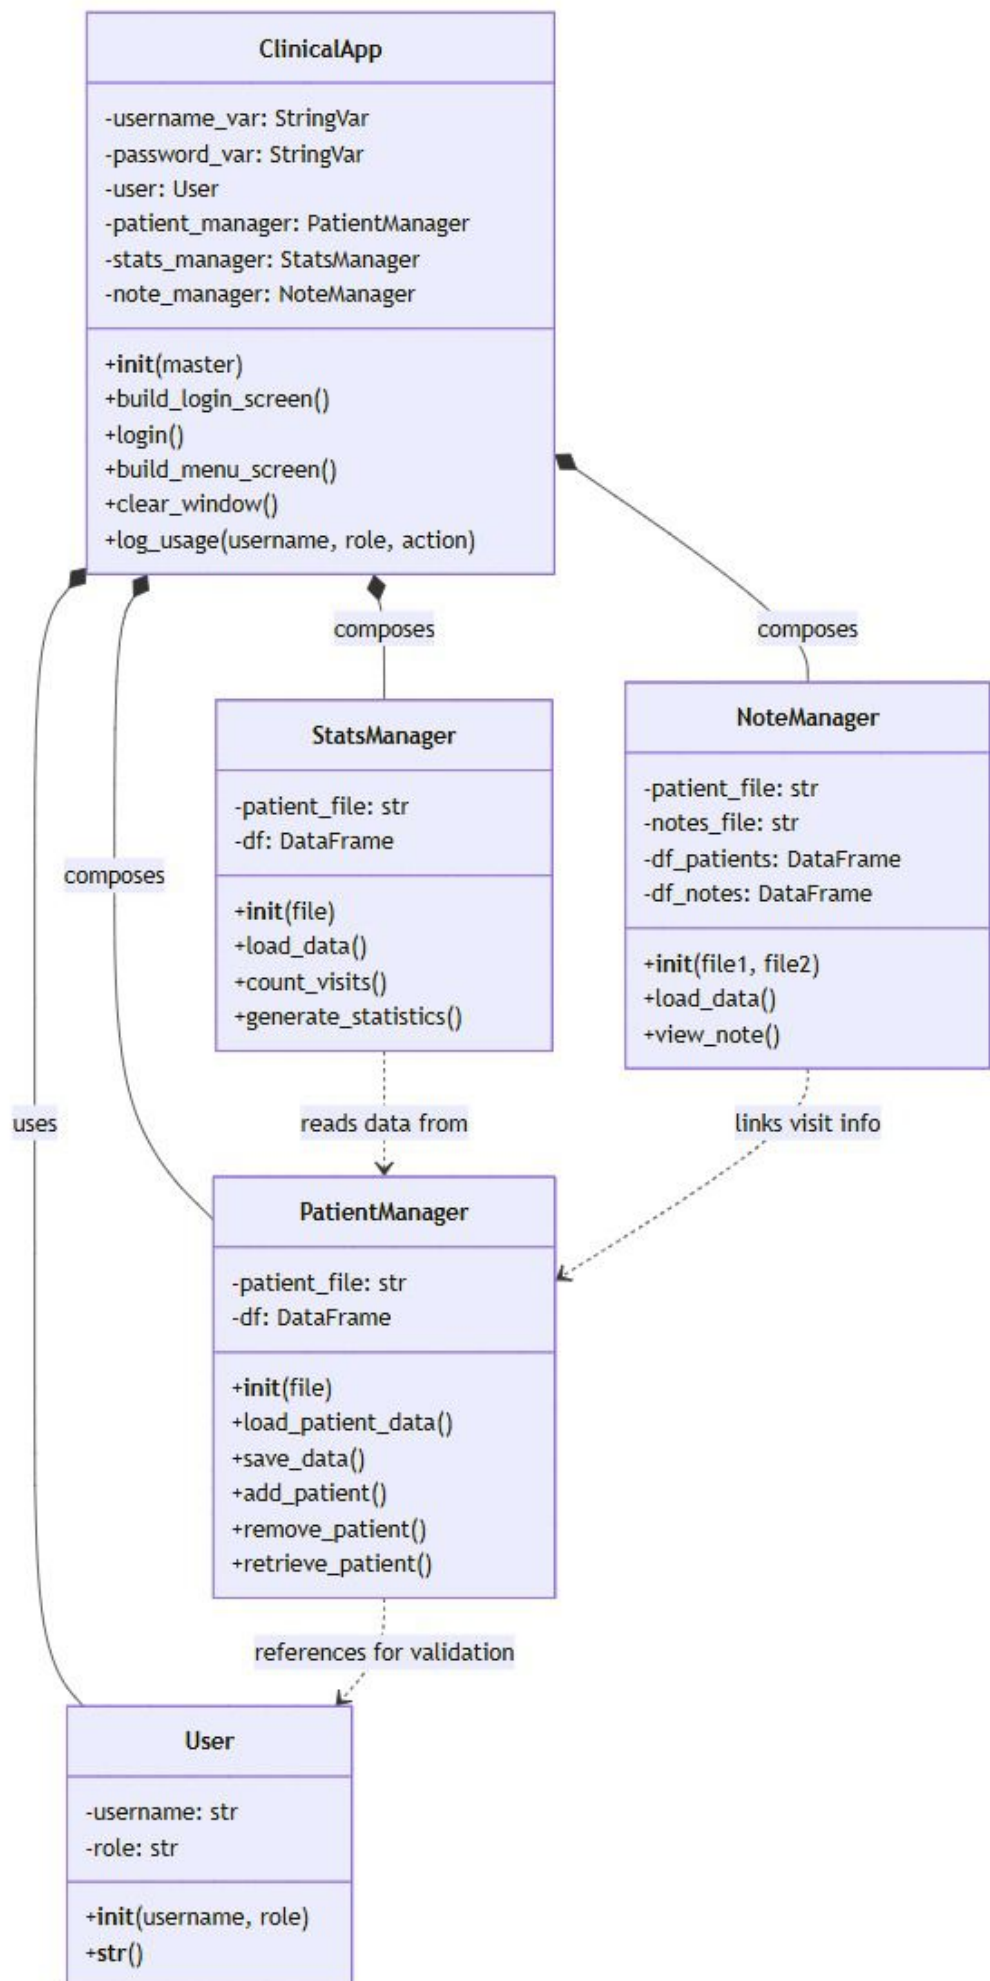 ClinicalApp
-username_var: StringVar
-password_var: StringVar
-user: User
-patient_manager: PatientManager
-stats_manager: StatsManager
-note_manager: NoteManager
+init(master)
+build_login_screen()
+login()
+build_menu_screen()
+clear_window()
+log_usage(username, role, action)
composes
composes
StatsManager
-patient_file: str
-df: DataFrame
+init(file)
+load_data()
+count_visits()
+generate_statistics()
NoteManager
-patient_file: str
-notes_file: str
-df_patients: DataFrame
-df_notes: DataFrame
+init(file1, file2)
+load_data()
+view_note()
composes
uses
reads data from
links visit info
PatientManager
-patient_file: str
-df: DataFrame
+init(file)
+load_patient_data()
+save_data()
+add_patient()
+remove_patient()
+retrieve_patient()
references for validation
User
-username: str
-role: str
+init(username, role)
+str()